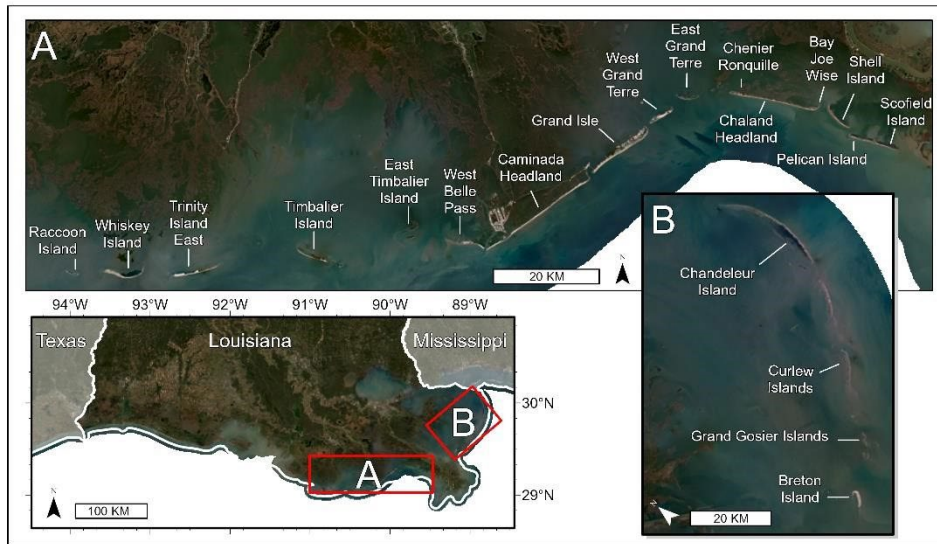 A
East
Grand
Terre
West
Grand
Terre
Chenier
Ronquille
Bay
Joe
Wise
Shell
Island
Scofield
Island
Grand Isle
Chaland
Headland
Pelican Island
Caminada
Headland
East
Timbalier
Island
West
Belle
Pass
Timbalier
Island
Trinity
Island
East
Whiskey
Island
Raccoon
Island
N
20 KM
B
Chandeleur
Island
Curlew
Islands
Grand Gosier Islands
Breton
Island
N
20 KM
94°W
93°W
92°W
91°W
90°W
89°W
Texas
Louisiana
Mississippi
30°N
29°N
B
A
N
100 KM